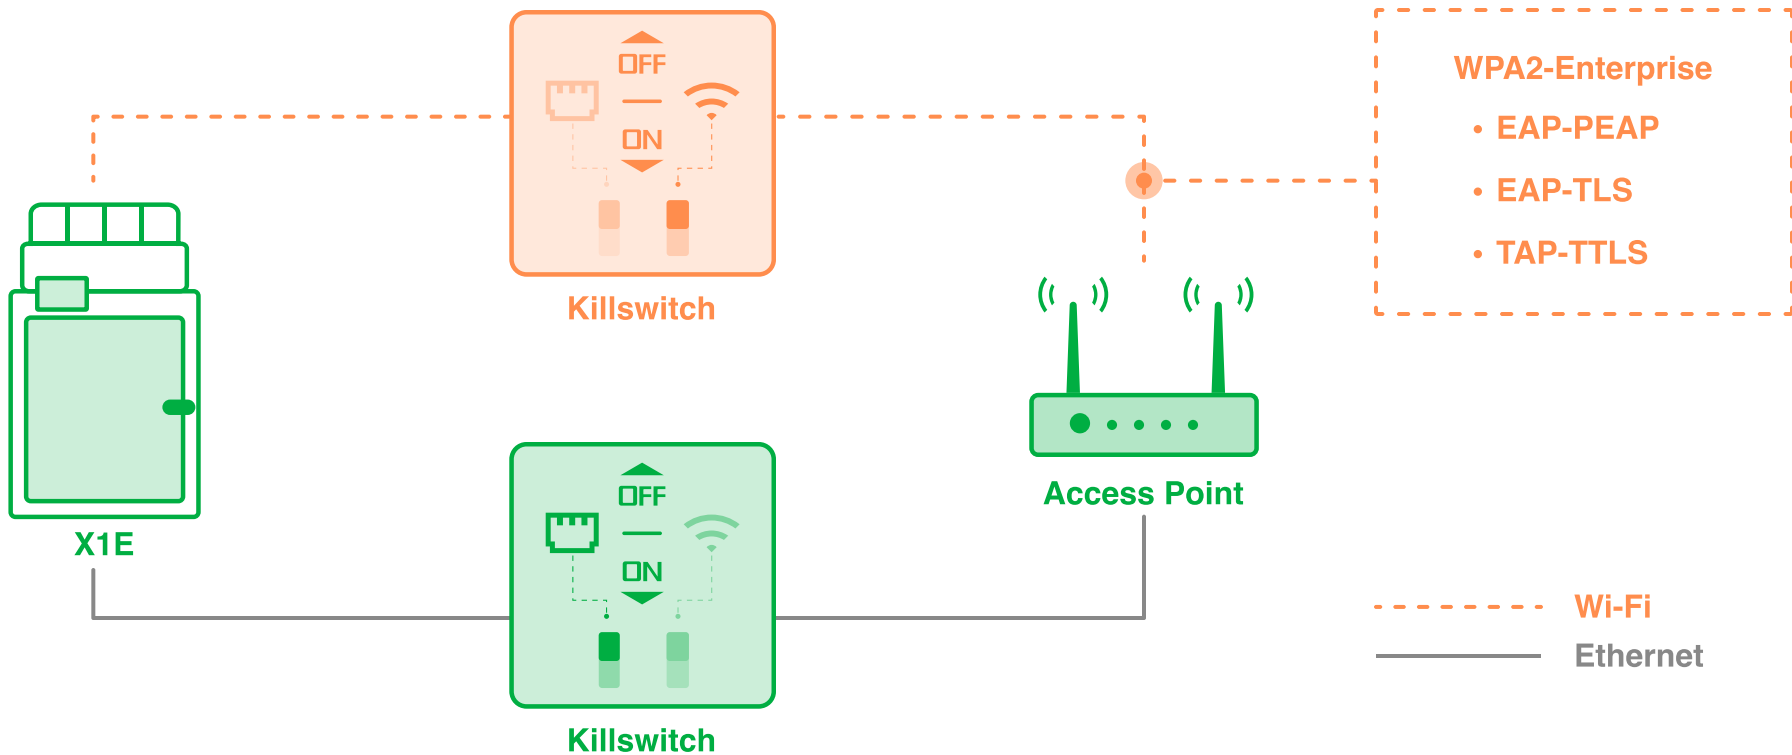 OFF
ON
Killswitch
WPA2-Enterprise
• EAP-PEAP
• EAP-TLS
• TAP-TTLS
X1E
OFF
ON
Killswitch
Access Point
Wi-Fi
Ethernet